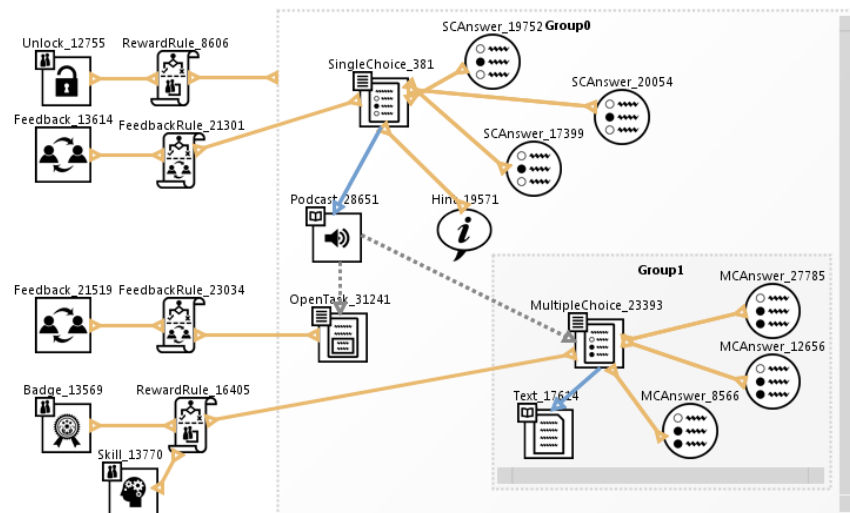 SCAnswer_19752
Group0
Unlock_12755
RewardRule_8606
SingleChoice_381
SCAnswer_20054
Feedback_13614
FeedbackRule_21301
SCAnswer_17399
Podcast_28651
Hint_19571
Group1
MCAnswer_27785
Feedback_21519
FeedbackRule_23034
OpenTask_31241
MultipleChoice_23393
MCAnswer_12656
Badge_13569
RewardRule_16405
Text_17614
MCAnswer_8566
Skill_13770